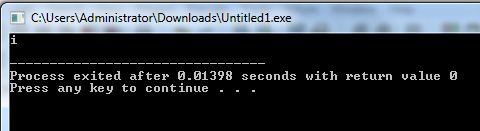 C:\Users\Administrator\Downloads\Untitled1.exe
i
--------------------------------
Process exited after 0.01398 seconds with return value 0
Press any key to continue . . .